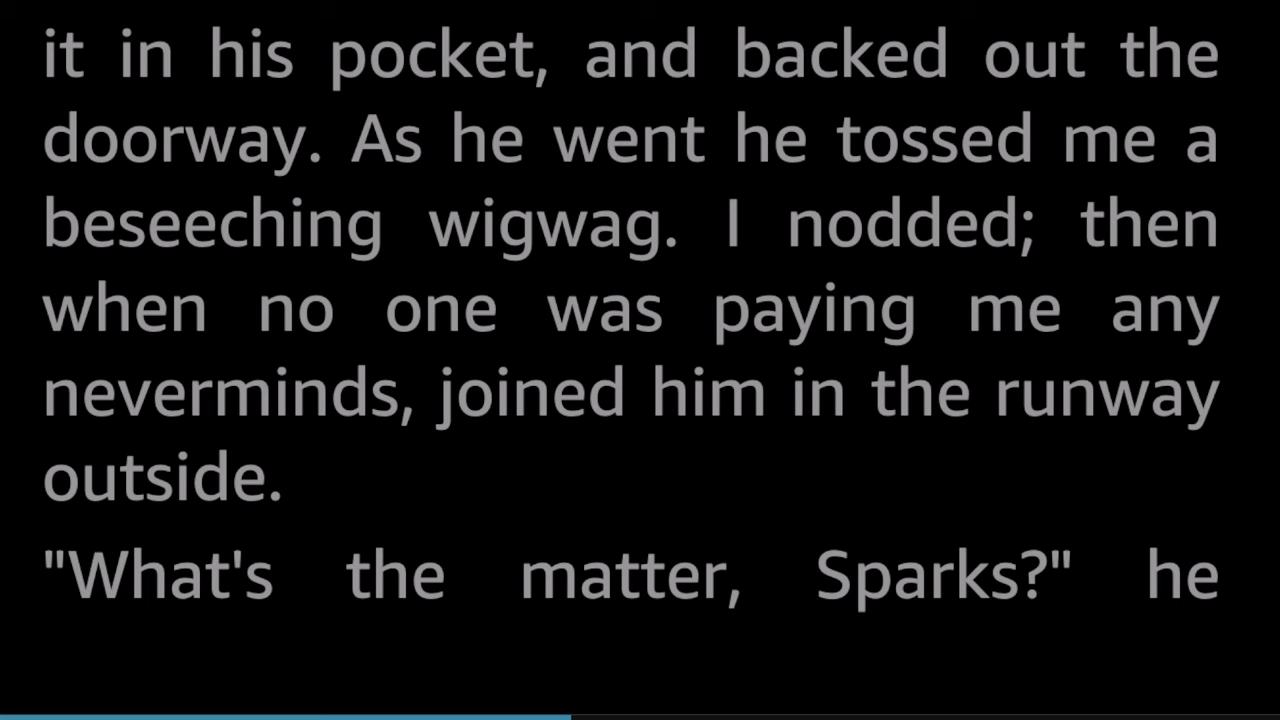 it in his pocket, and backed out the
doorway. As he went he tossed me a
beseeching wigwag. I nodded; then
when no one was paying me any
neverminds, joined him in the runway
outside.
"What's the matter, Sparks?" he